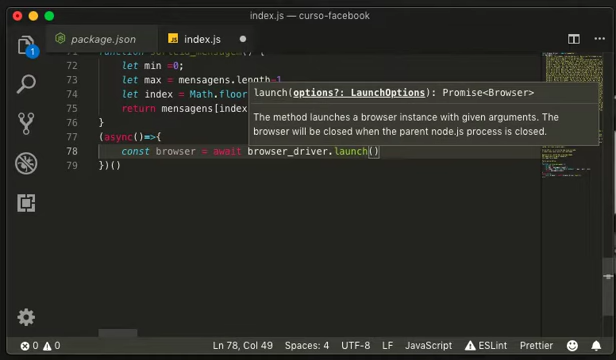 index.js — curso-facebook
package.json
JS index.js
1
72 let min =0;
73 let max = mensagens.length-1
74 let index = Math.floor
75 return mensagens[index
76 }
77 (async()=>{
78 const browser = await browser_driver.launch()
79 })()
launch(options?: LaunchOptions): Promise<Browser>
The method launches a browser instance with given arguments. The
browser will be closed when the parent node.js process is closed.
0 0 Ln 78, Col 49 Spaces: 4 UTF-8 LF JavaScript ESLint Prettier